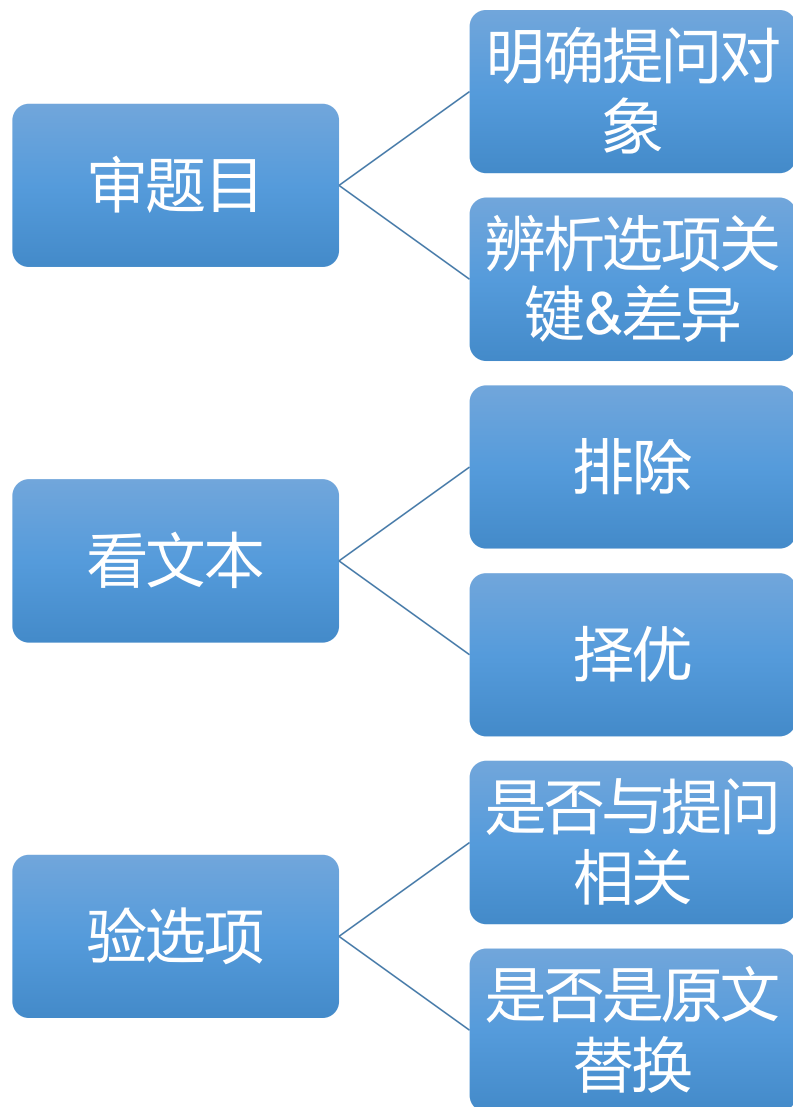 审题目
明确提问对
象
辨析选项关
键&差异
看文本
排除
择优
验选项
是否与提问
相关
是否是原文
替换